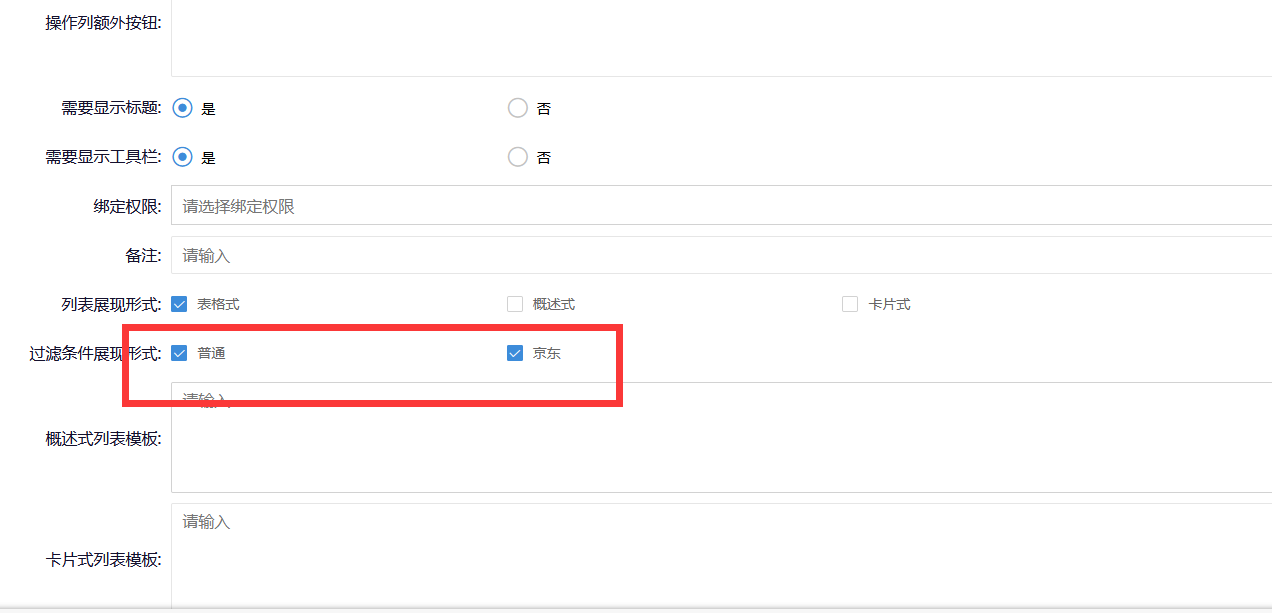 操作列额外按钮:
需要显示标题: 是 否
需要显示工具栏: 是 否
绑定权限: 请选择绑定权限
备注: 请输入
列表展现形式: 表格式 概述式 卡片式
过滤条件展现形式: 普通 京东
请输入
概述式列表模板:
请输入
卡片式列表模板: